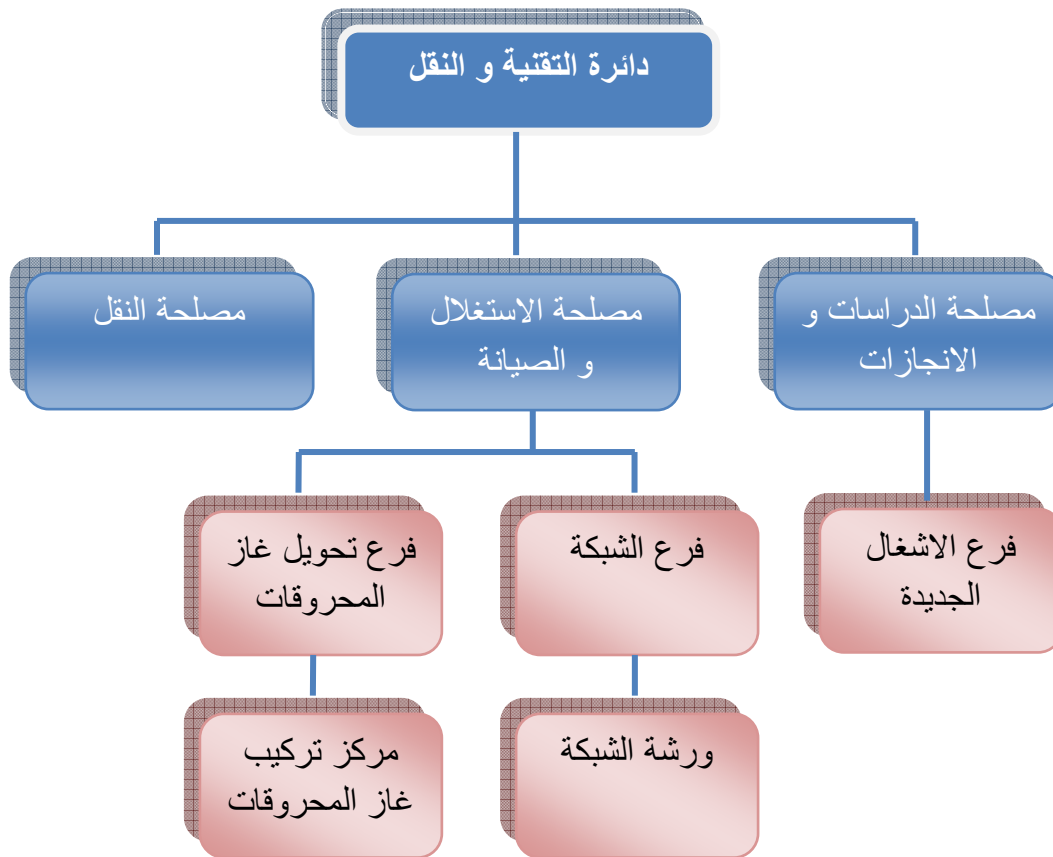 دائرة التقنية و النقل
مصلحة الدراسات و
الانجازات
مصلحة الاستغلال
و الصيانة
مصلحة النقل
فرع الاشغال
الجديدة
فرع الشبكة
فرع تحويل غاز
المحروقات
ورشة الشبكة
مركز تركيب
غاز المحروقات